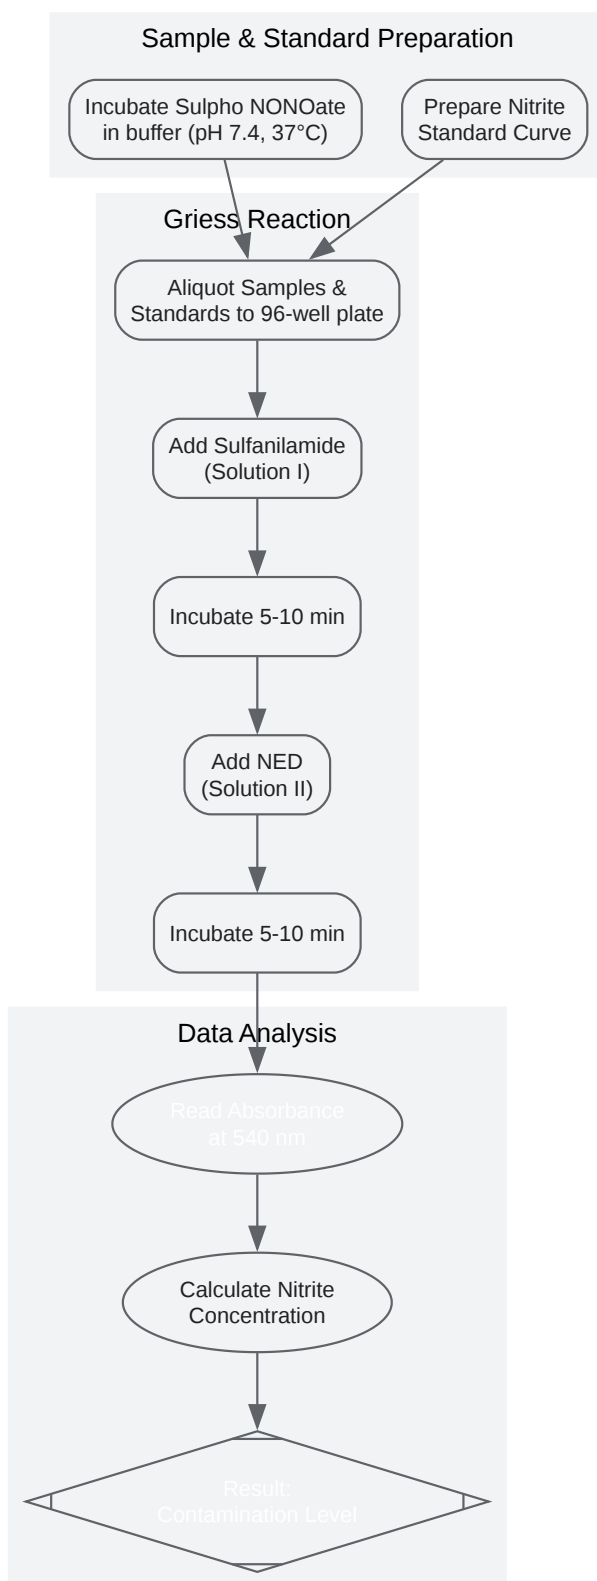 Sample & Standard Preparation
Incubate Sulpho NONOate
in buffer (pH 7.4, 37°C)
Prepare Nitrite
Standard Curve
Griess Reaction
Aliquot Samples &
Standards to 96-well plate
Add Sulfanilamide
(Solution I)
Incubate 5-10 min
Add NED
(Solution II)
Incubate 5-10 min
Data Analysis
Read Absorbance
at 540 nm
Calculate Nitrite
Concentration
Result:
Contamination Level